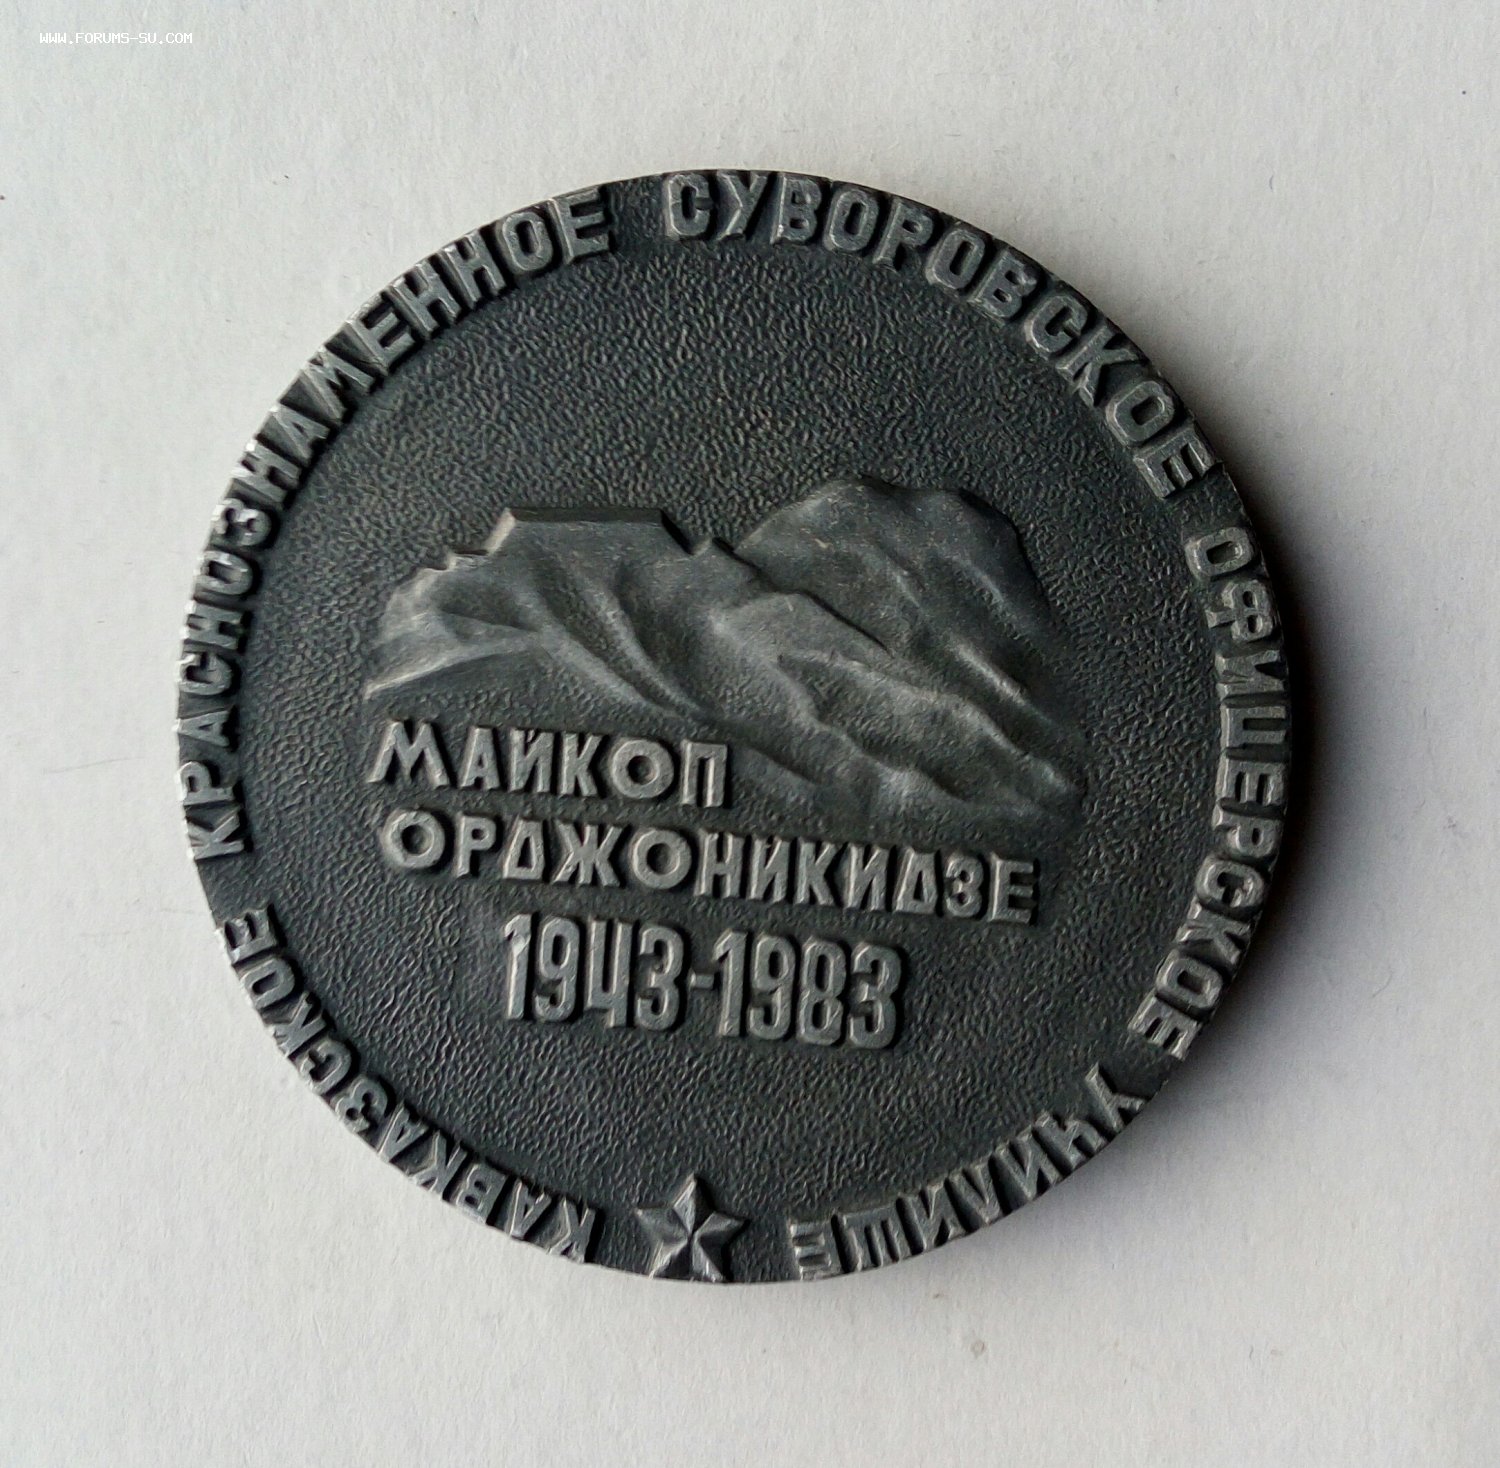 WWW.FORUMS-SU.COM
КАВКАЗСКОЕ КРАСНОЗНАМЕННОЕ СУВОРОВСКОЕ ОФИЦЕРСКОЕ УЧИЛИЩЕ
МАЙКОП
ОРДЖОНИКИДЗЕ
1943-1983